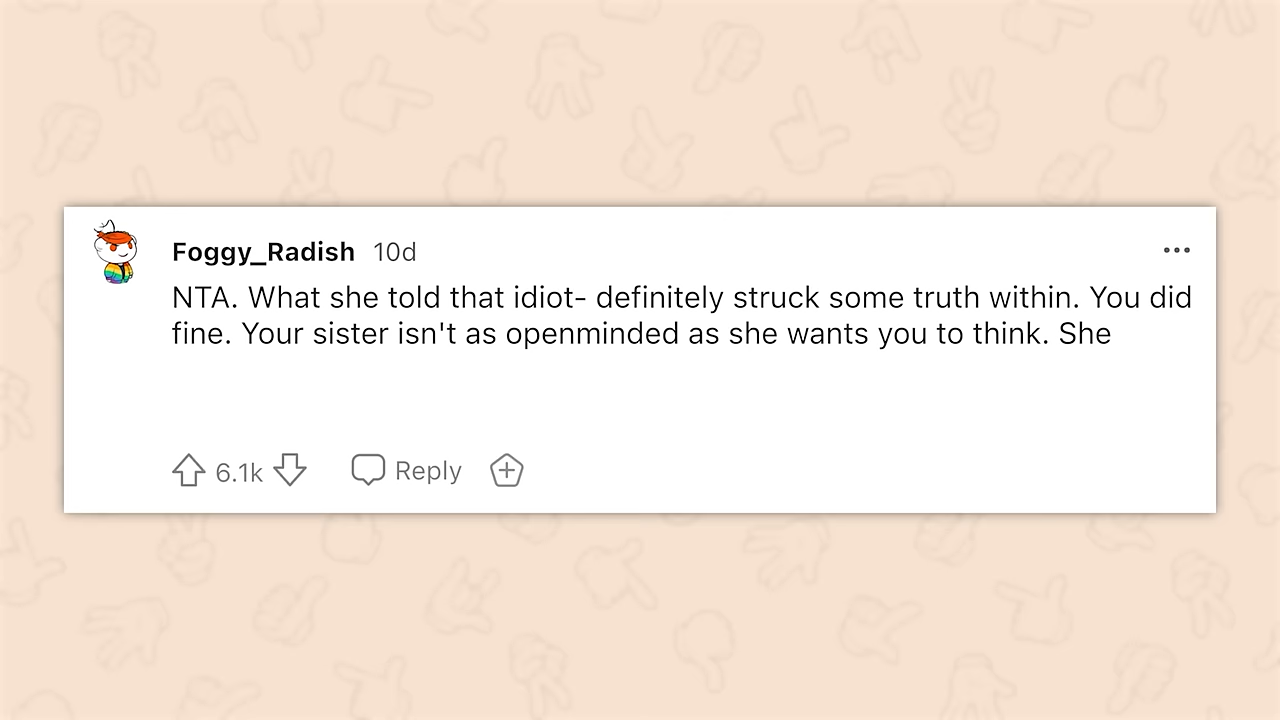 Foggy_Radish 10d
NTA. What she told that idiot- definitely struck some truth within. You did
fine. Your sister isn't as openminded as she wants you to think. She
6.1k Reply